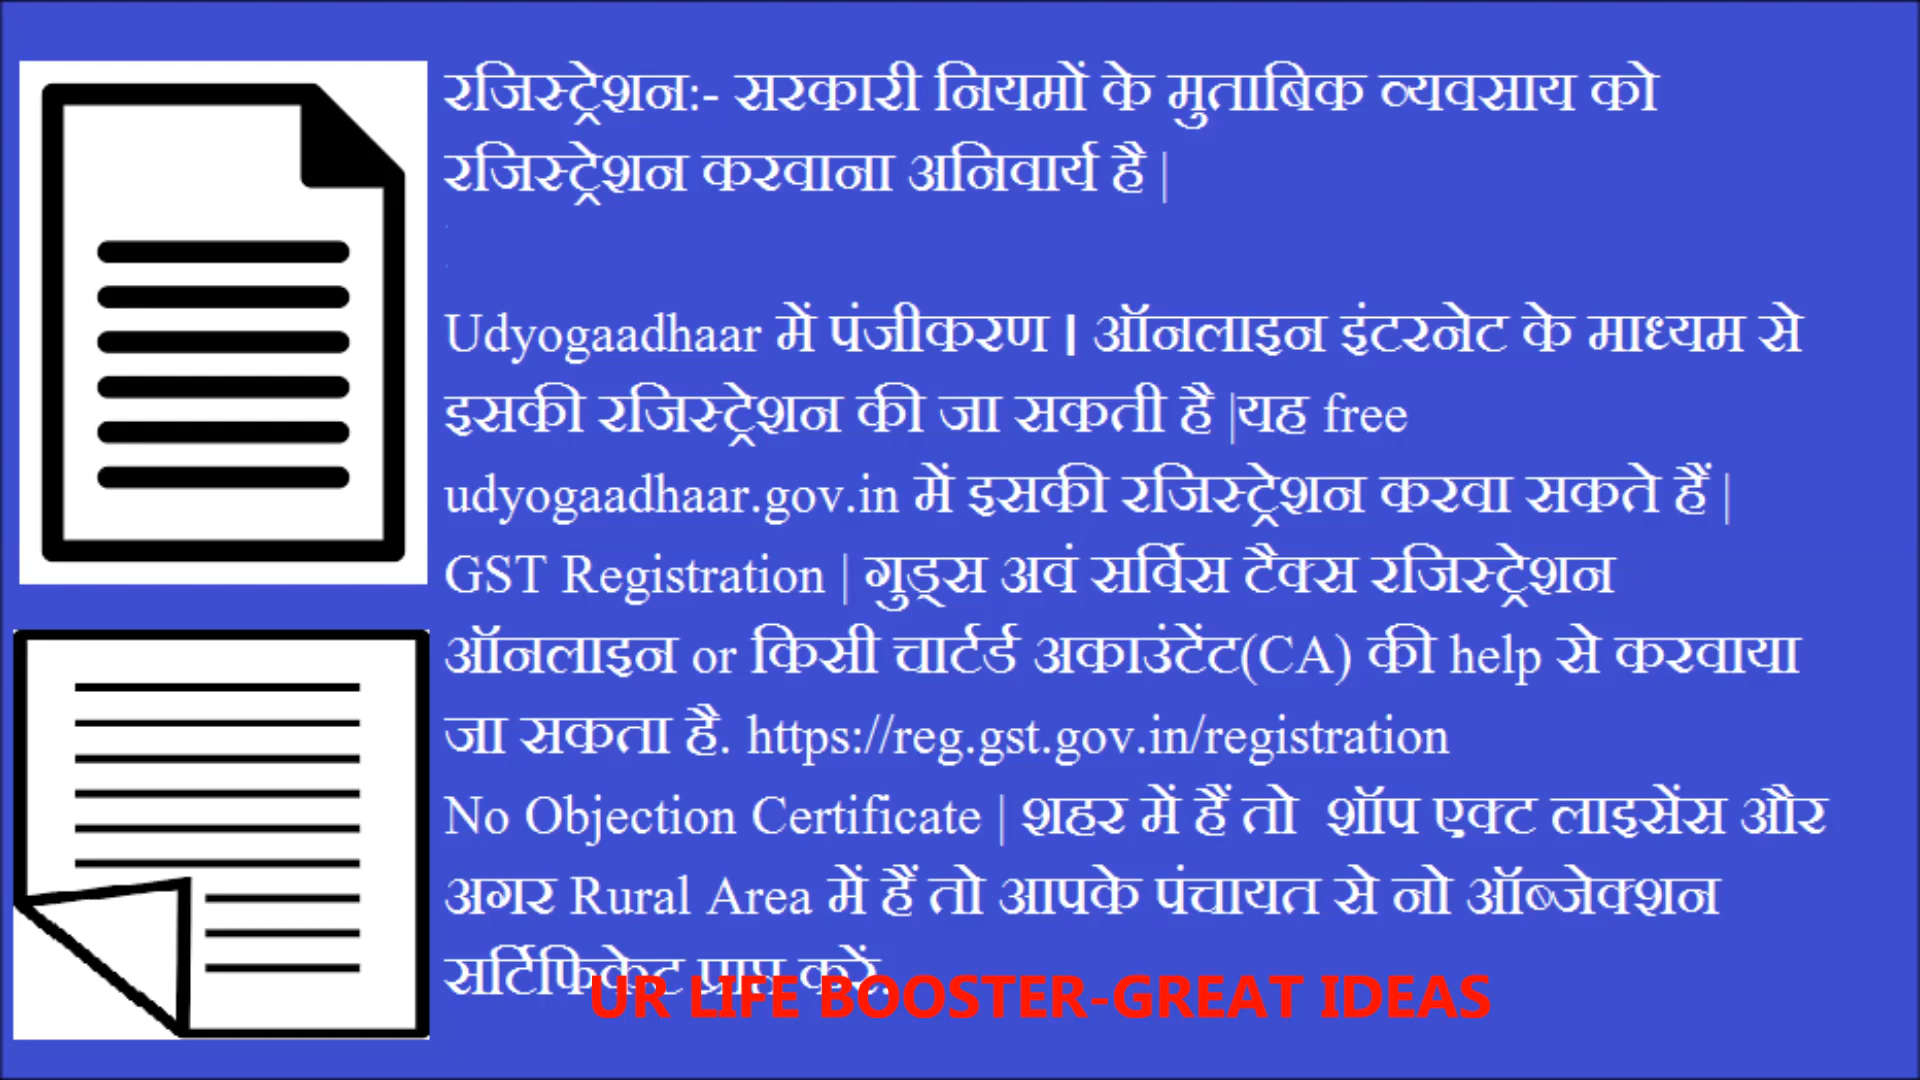 रजिस्ट्रेशन:- सरकारी नियमों के मुताबिक व्यवसाय को
रजिस्ट्रेशन करवाना अनिवार्य है |
Udyogaadhaar में पंजीकरण | ऑनलाइन इंटरनेट के माध्यम से
इसकी रजिस्ट्रेशन की जा सकती है |यह free
udyogaadhaar.gov.in में इसकी रजिस्ट्रेशन करवा सकते हैं |
GST Registration | गुड्स अवं सर्विस टैक्स रजिस्ट्रेशन
ऑनलाइन or किसी चार्टर्ड अकाउंटेंट(CA) की help से करवाया
जा सकता है. https://reg.gst.gov.in/registration
No Objection Certificate | शहर में हैं तो शॉप एक्ट लाइसेंस और
अगर Rural Area में हैं तो आपके पंचायत से नो ऑब्जेक्शन
सर्टिफिकेट प्राप्त करें.
UR LIFE BOOSTER-GREAT IDEAS